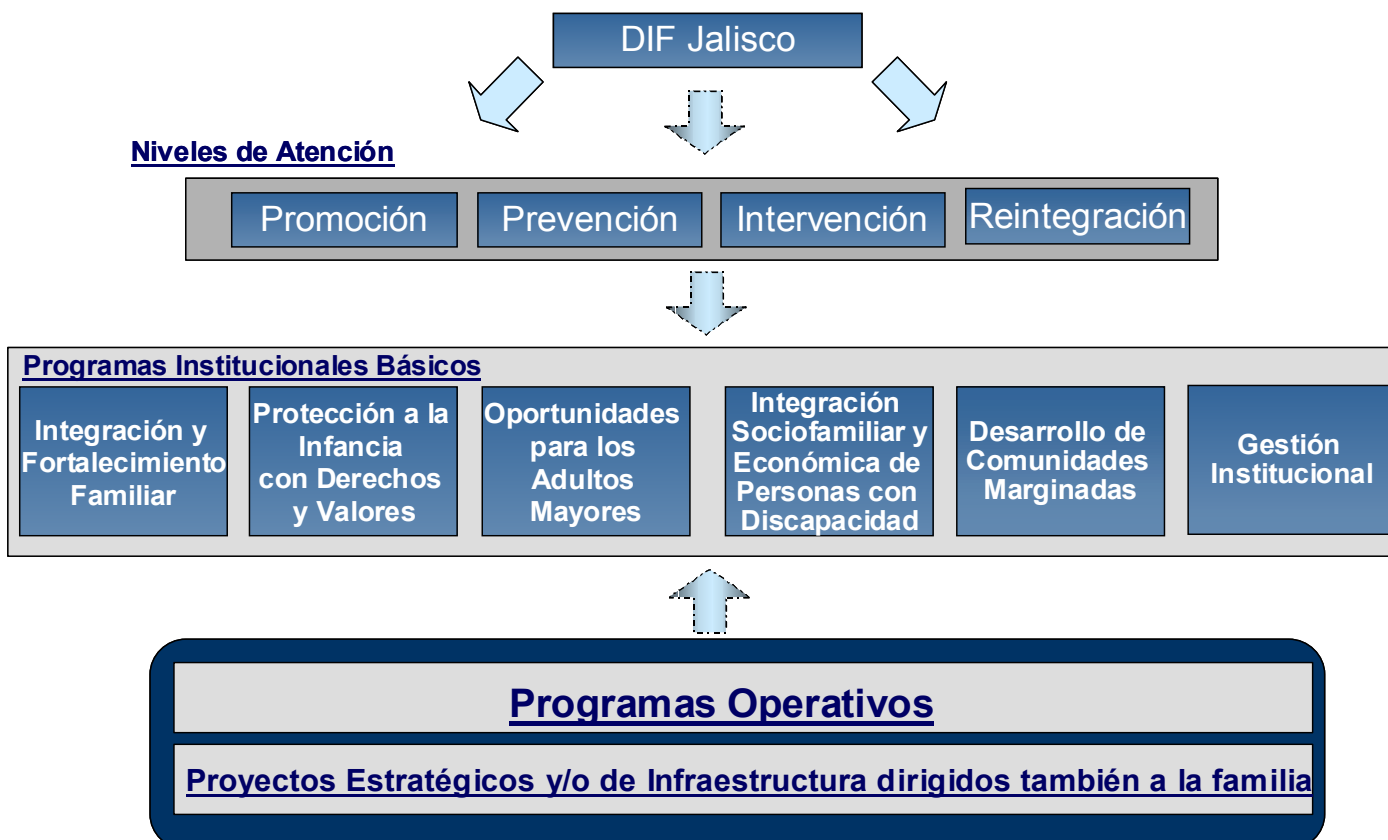 DIF Jalisco
Niveles de Atención
Promoción
Prevención
Intervención
Reintegración
Programas Institucionales Básicos
Integración y
Fortalecimiento
Familiar
Protección a la
Infancia
con Derechos
y Valores
Oportunidades
para los
Adultos
Mayores
Integración
Sociofamiliar y
Económica de
Personas con
Discapacidad
Desarrollo de
Comunidades
Marginadas
Gestión
Institucional
Programas Operativos
Proyectos Estratégicos y/o de Infraestructura dirigidos también a la familia